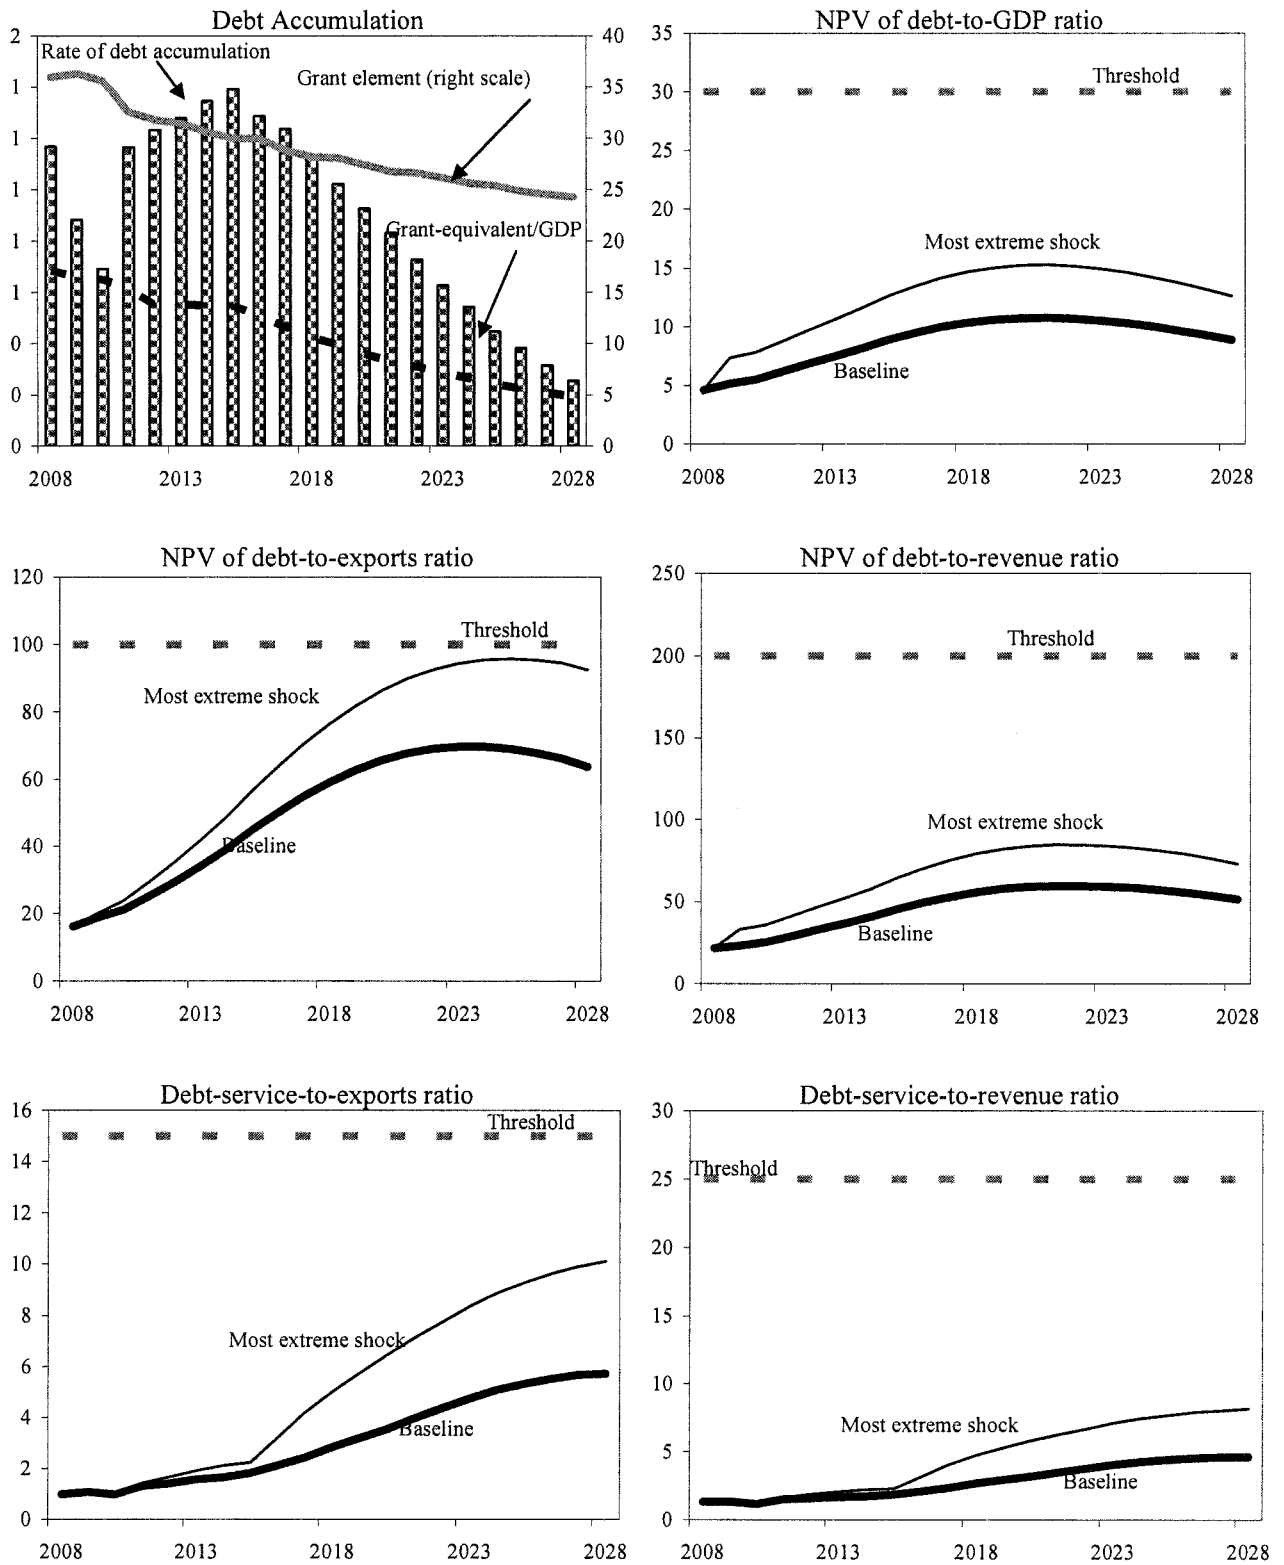 Debt Accumulation
2
1
1
1
1
1
0
0
0
40
35
30
25
20
15
10
5
0
Rate of debt accumulation
Grant element (right scale)
Grant-equivalent/GDP
2008 2013 2018 2023 2028
NPV of debt-to-GDP ratio
35
30
25
20
15
10
5
0
Threshold
Most extreme shock
Baseline
2008 2013 2018 2023 2028
NPV of debt-to-exports ratio
120
100
80
60
40
20
0
Threshold
Most extreme shock
Baseline
2008 2013 2018 2023 2028
NPV of debt-to-revenue ratio
250
200
150
100
50
0
Threshold
Most extreme shock
Baseline
2008 2013 2018 2023 2028
Debt-service-to-exports ratio
16
14
12
10
8
6
4
2
0
Threshold
Most extreme shock
Baseline
2008 2013 2018 2023 2028
Debt-service-to-revenue ratio
30
25
20
15
10
5
0
Threshold
Most extreme shock
Baseline
2008 2013 2018 2023 2028